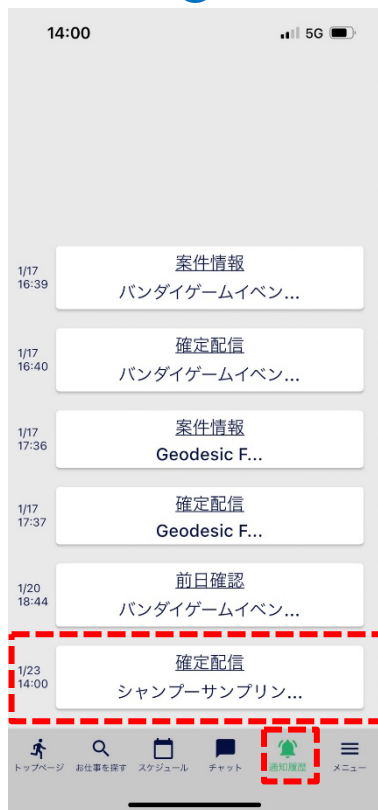 14:00 5G
1/17
16:39
案件情報
バンダイゲームイベン...
1/17
16:40
確定配信
バンダイゲームイベン...
1/17
17:36
案件情報
Geodesic F...
1/17
17:37
確定配信
Geodesic F...
1/20
18:44
前日確認
バンダイゲームイベン...
1/23
14:00
確定配信
シャンプーサンプリン...
トップページ お仕事を探す スケジュール チャット 通知履歴 メニュー